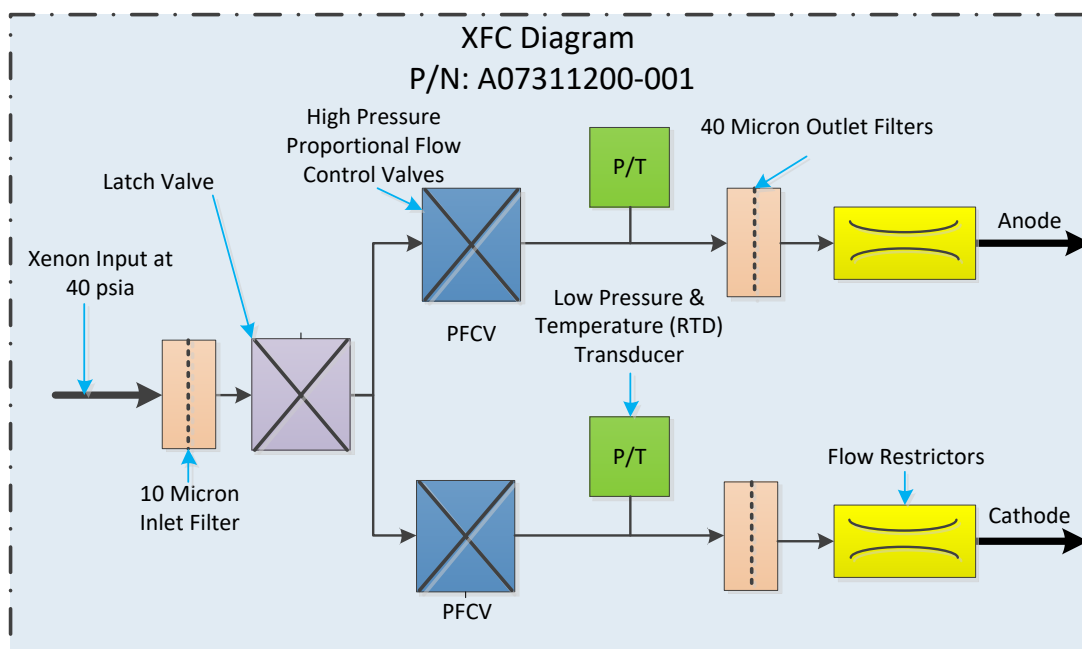 XFC Diagram
P/N: A07311200-001
High Pressure
Proportional Flow
Control Valves
40 Micron Outlet Filters
P/T
Latch Valve
Anode
Xenon Input at
40 psia
PFCV
Low Pressure &
Temperature (RTD)
Transducer
P/T
10 Micron
Inlet Filter
Flow Restrictors
Cathode
PFCV